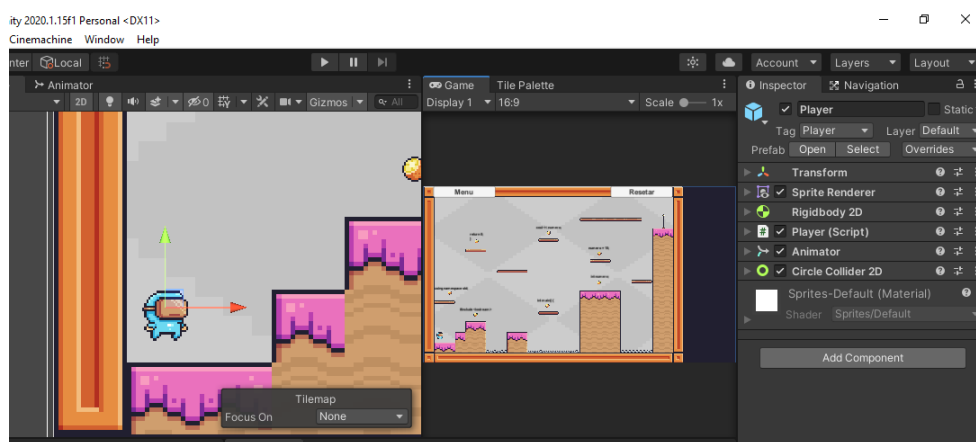 ity 2020.1.15f1 Personal <DX11>
Cinemachine Window Help
nter Local
Account Layers Layout
Animator
Game Tile Palette
Inspector Navigation
2D 0 Gizmos All
Display 1 16:9 Scale 1x
Player Static
Tag Player Layer Default
Prefab Open Select Overrides
Transform
Sprite Renderer
Rigidbody 2D
# Player (Script)
Animator
Circle Collider 2D
Sprites-Default (Material)
Shader Sprites/Default
Add Component
Menu Resetar
Tilemap
Focus On None